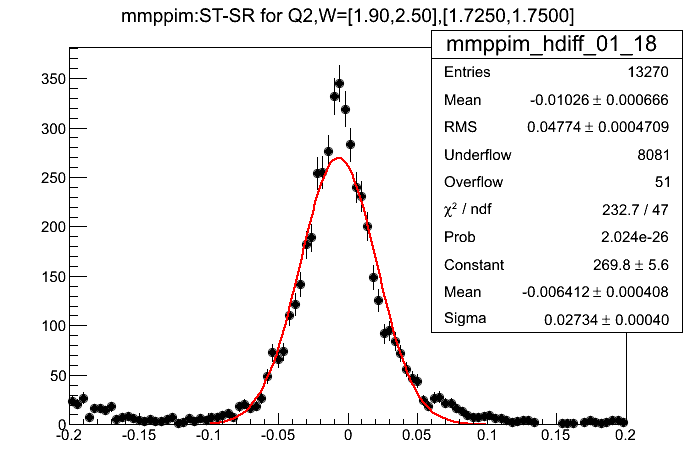 mmppim:ST-SR for Q2,W=[1.90,2.50],[1.7250,1.7500]
mmppim_hdiff_01_18
Entries 13270
Mean -0.01026 ± 0.000666
RMS 0.04774 ± 0.0004709
Underflow 8081
Overflow 51
χ² / ndf 232.7 / 47
Prob 2.024e-26
Constant 269.8 ± 5.6
Mean -0.006412 ± 0.000408
Sigma 0.02734 ± 0.00040
350
300
250
200
150
100
50
0
-0.2 -0.15 -0.1 -0.05 0 0.05 0.1 0.15 0.2